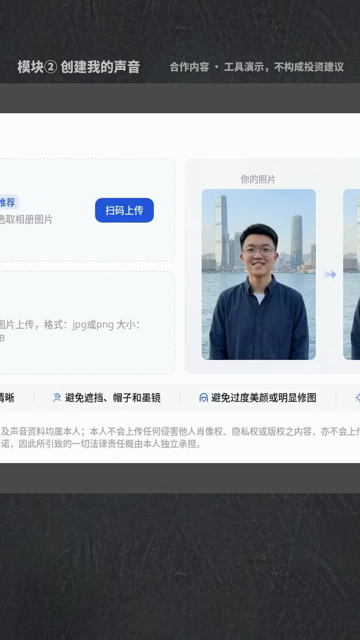 模块② 创建我的声音
合作内容 · 工具演示，不构成投资建议
推荐
扫码上传
选取相册图片
你的照片
图片上传，格式：jpg或png 大小：
B
清晰
避免遮挡、帽子和墨镜
避免过度美颜或明显修图
及声音资料均属本人；本人不会上传任何侵害他人肖像权、隐私权或版权之内容，亦不会上传
诺，因此所引致的一切法律责任概由本人独立承担。